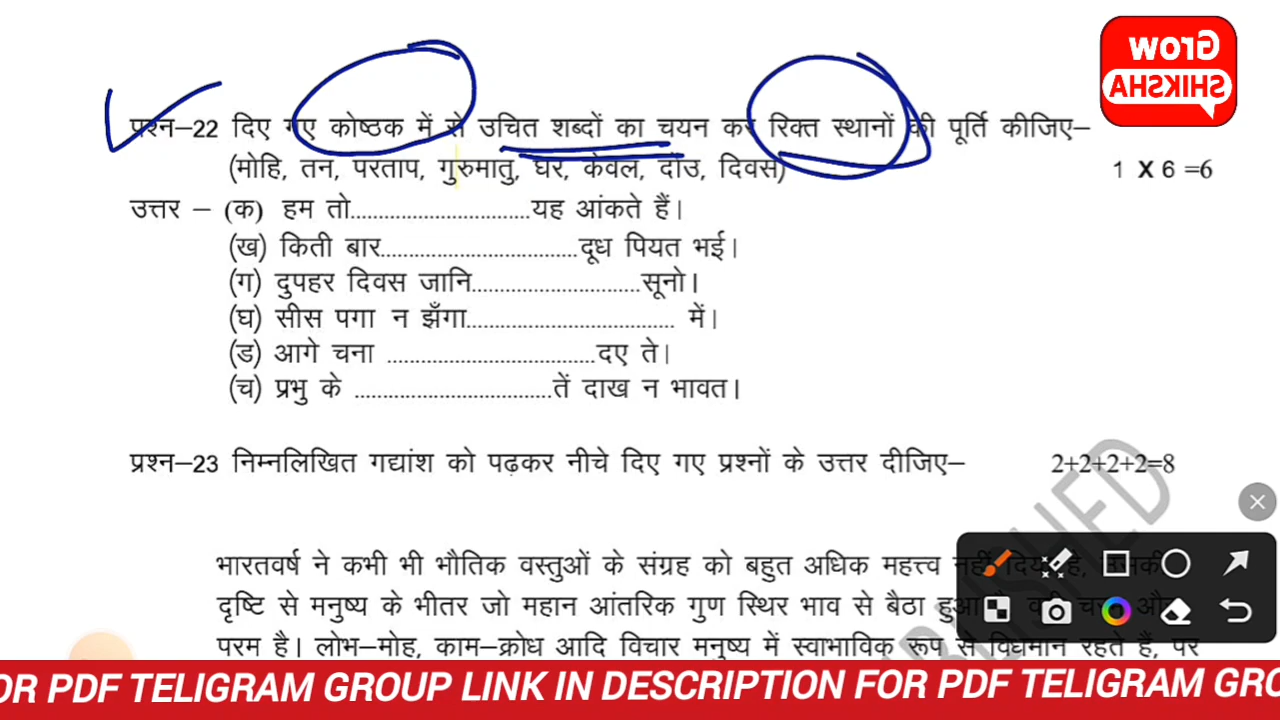 Grow
SHIKSHA
प्रश्न–22 दिए गए कोष्ठक में से उचित शब्दों का चयन कर रिक्त स्थानों की पूर्ति कीजिए–
(मोहि, तन, परताप, गुरुमातु, घर, केवल, दोउ, दिवस) 1 X 6 =6
उत्तर – (क) हम तो................................यह आंकते हैं।
(ख) किती बार...................................दूध पियत भई।
(ग) दुपहर दिवस जानि..............................सूनो।
(घ) सीस पगा न झँगा..................................... में।
(ड) आगे चना .....................................दए ते।
(च) प्रभु के ...................................तें दाख न भावत।
प्रश्न–23 निम्नलिखित गद्यांश को पढ़कर नीचे दिए गए प्रश्नों के उत्तर दीजिए– 2+2+2+2=8
भारतवर्ष ने कभी भी भौतिक वस्तुओं के संग्रह को बहुत अधिक महत्त्व नहीं दिया है, उसकी
दृष्टि से मनुष्य के भीतर जो महान आंतरिक गुण स्थिर भाव से बैठा हुआ
परम है। लोभ–मोह, काम–क्रोध आदि विचार मनुष्य में स्वाभाविक रूप से विद्यमान रहते हैं, पर
OR PDF TELIGRAM GROUP LINK IN DESCRIPTION FOR PDF TELIGRAM GRO